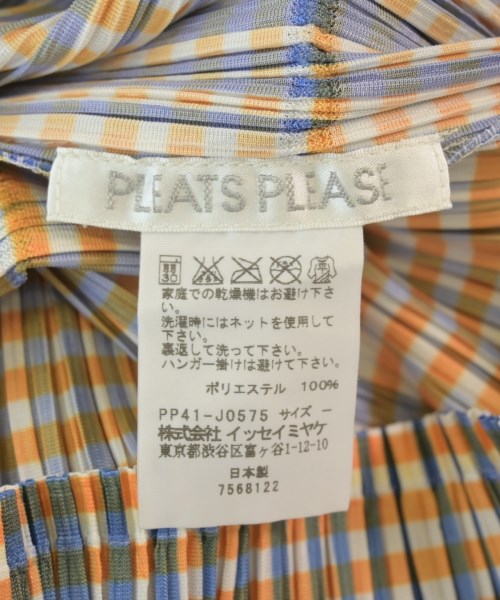 PLEATS PLEASE
30
家庭での乾燥機はお避け下さ
い。
洗濯時にはネットを使用して
下さい。
裏返して洗って下さい。
ハンガー掛けは避けて下さい。
ポリエステル 100%
PP41-J0575 サイズ ー
株式会社 イッセイミヤケ
東京都渋谷区富ヶ谷1-12-10
日本製
7568122